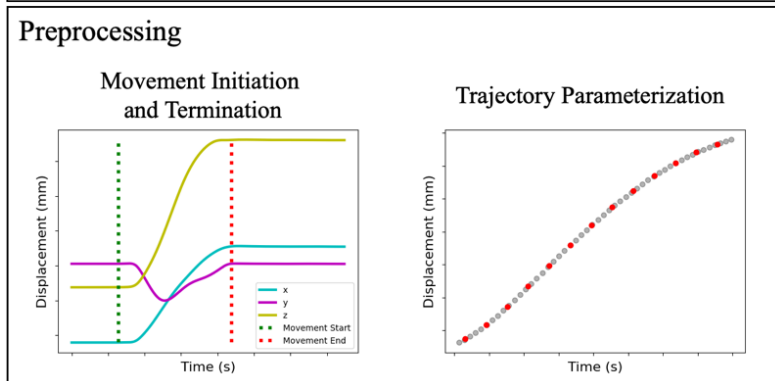 Preprocessing
Movement Initiation
and Termination
Displacement (mm)
x
y
z
Movement Start
Movement End
Time (s)
Trajectory Parameterization
Displacement (mm)
Time (s)